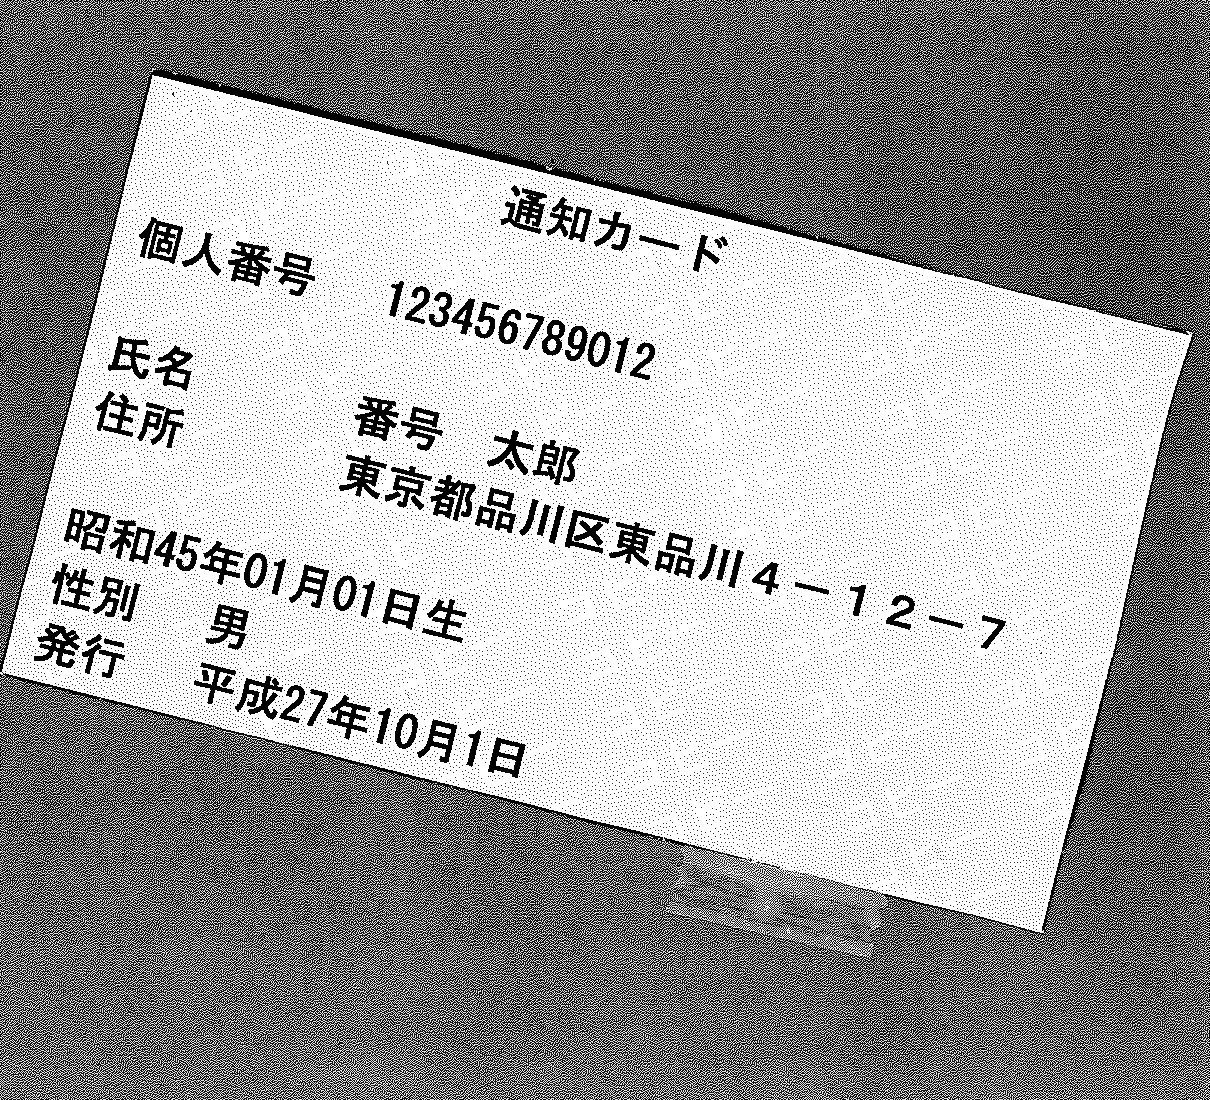 通知カード
個人番号 123456789012
氏名 番号 太郎
住所 東京都品川区東品川4-12-7
昭和45年01月01日生
性別 男
発行 平成27年10月1日